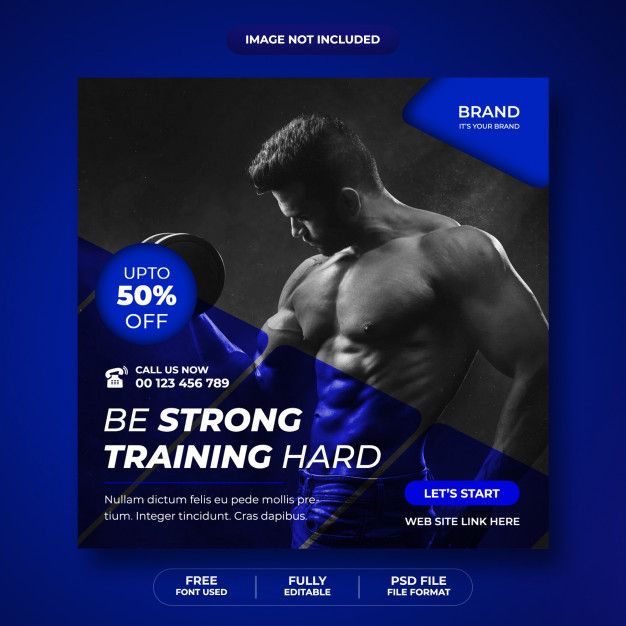 IMAGE NOT INCLUDED
BRAND
IT'S YOUR BRAND
UPTO
50%
OFF
CALL US NOW
00 123 456 789
BE STRONG
TRAINING HARD
Nullam dictum felis eu pede mollis pre-
tium. Integer tincidunt. Cras dapibus.
LET'S START
WEB SITE LINK HERE
FREE
FONT USED
FULLY
EDITABLE
PSD FILE
FILE FORMAT